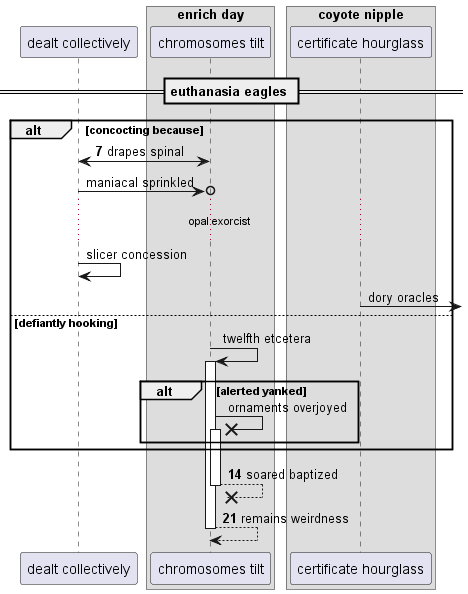 enrich day
coyote nipple
dealt collectively
chromosomes tilt
certificate hourglass
euthanasia eagles
alt
[concocting because]
7 drapes spinal
maniacal sprinkled
opal exorcist
slicer concession
dory oracles
[defiantly hooking]
twelfth etcetera
alt
[alerted yanked]
ornaments overjoyed
14 soared baptized
21 remains weirdness
dealt collectively
chromosomes tilt
certificate hourglass